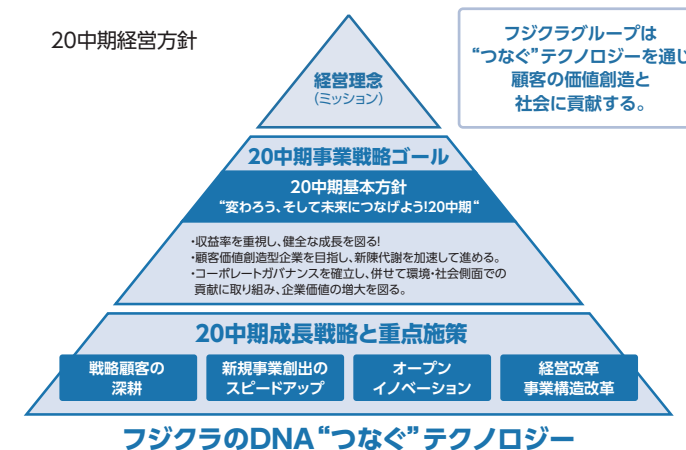 20中期経営方針
フジクラグループは
“つなぐ”テクノロジーを通じ
顧客の価値創造と
社会に貢献する。
経営理念
（ミッション）
20中期事業戦略ゴール
20中期基本方針
“変わろう、そして未来につなげよう!20中期“
・収益率を重視し、健全な成長を図る!
・顧客価値創造型企業を目指し、新陳代謝を加速して進める。
・コーポレートガバナンスを確立し、併せて環境・社会側面での
貢献に取り組み、企業価値の増大を図る。
20中期成長戦略と重点施策
戦略顧客の
深耕
新規事業創出の
スピードアップ
オープン
イノベーション
経営改革
事業構造改革
フジクラのDNA“つなぐ”テクノロジー